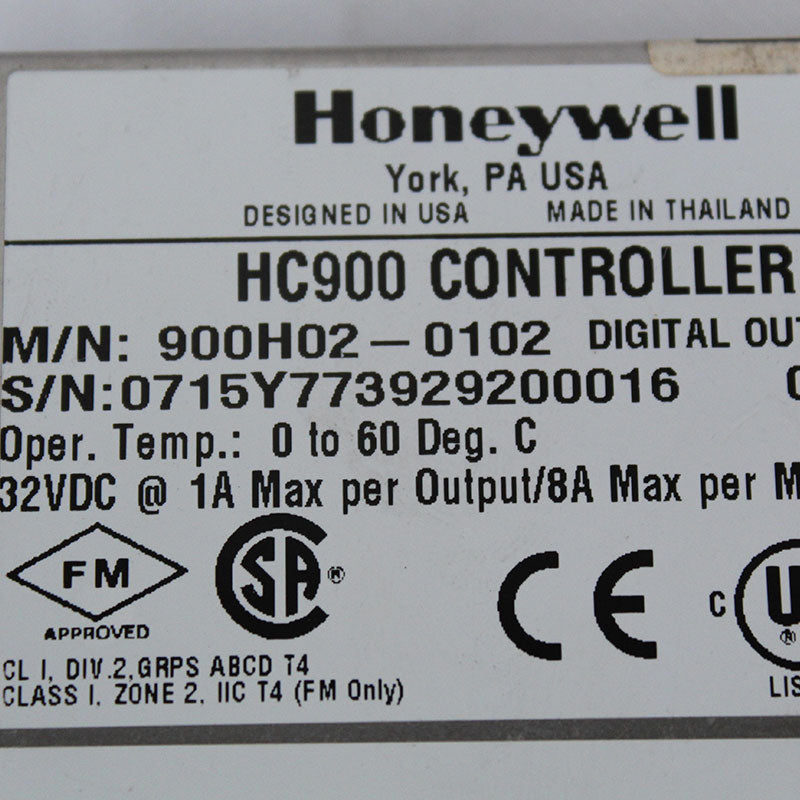 Honeywell
York, PA USA
DESIGNED IN USA MADE IN THAILAND
HC900 CONTROLLER
M/N: 900H02-0102 DIGITAL OU
S/N:0715Y773929200016
Oper. Temp.: 0 to 60 Deg. C
32VDC @ 1A Max per Output/8A Max per M
FM
APPROVED
SA ®
CE
C U ®
LIS
CL I, DIV.2,GRPS ABCD T4
CLASS I, ZONE 2, IIC T4 (FM Only)